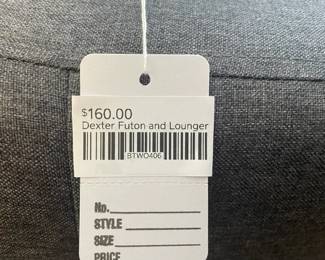 $160.00
Dexter Futon and Lounger
BTWO406
No.
STYLE
SIZE
PRICE